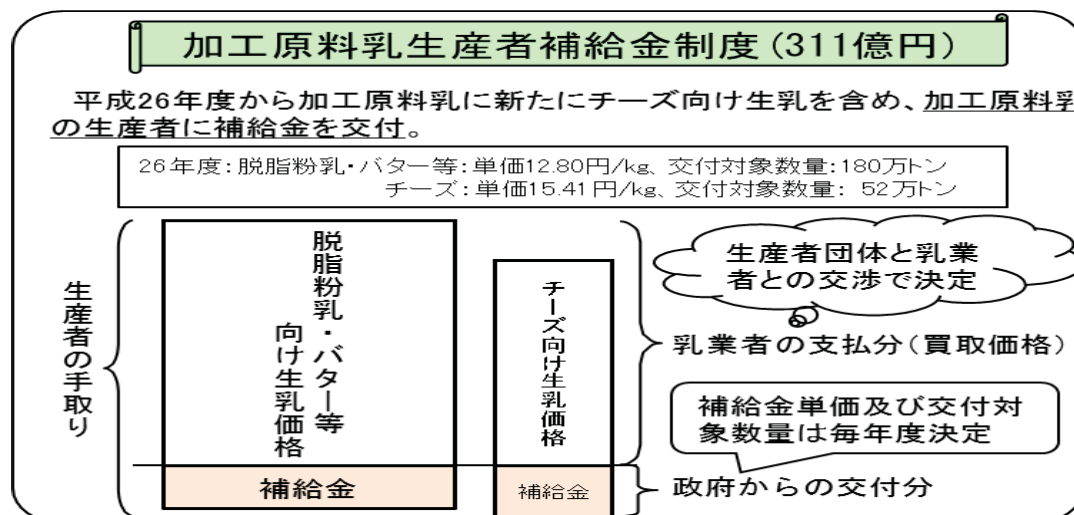 加工原料乳生産者補給金制度(311億円)
平成26年度から加工原料乳に新たにチーズ向け生乳を含め、加工原料乳
の生産者に補給金を交付。
26年度:脱脂粉乳・バター等:単価12.80円/kg、交付対象数量:180万トン
チーズ:単価15.41円/kg、交付対象数量: 52万トン
生産者の手取り
脱脂粉乳・バター等
向け生乳価格
チーズ向け生乳価格
生産者団体と乳業
者との交渉で決定
乳業者の支払分(買取価格)
補給金単価及び交付対
象数量は毎年度決定
補給金
補給金
政府からの交付分